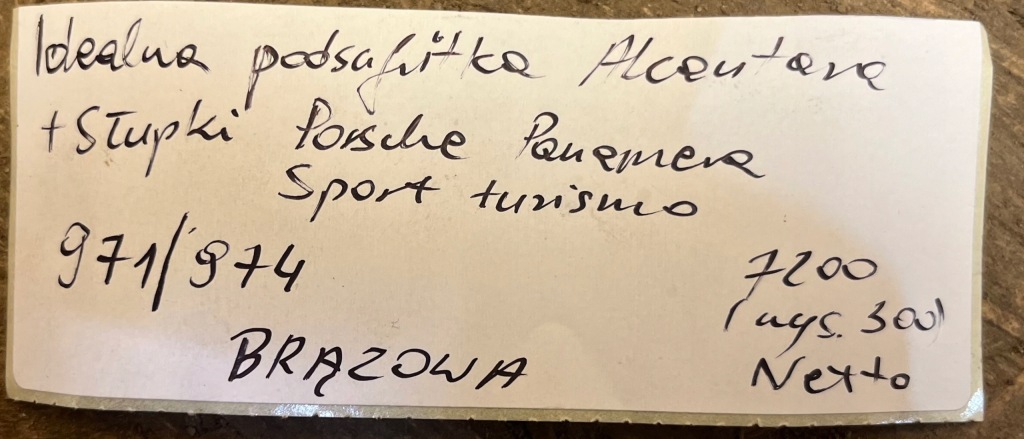 Idealna podsufitka Alcantara
+ Słupki Porsche Panamera
Sport turismo
971/974
7200
(wys. 300)
Netto
BRĄZOWA